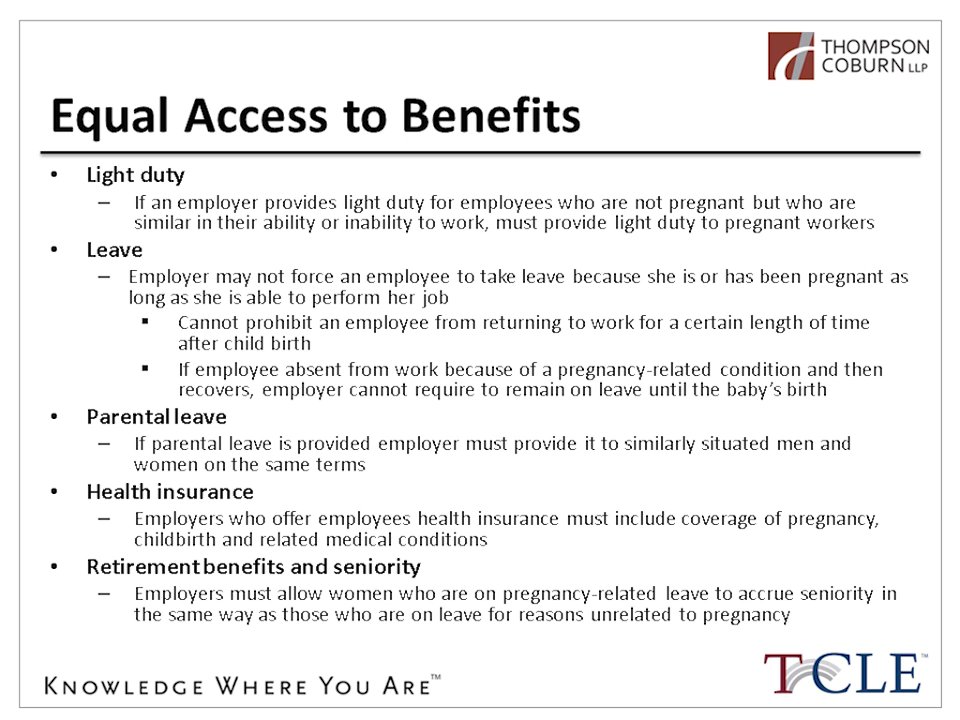 THOMPSON
COBURN LLP
Equal Access to Benefits
• Light duty
– If an employer provides light duty for employees who are not pregnant but who are
similar in their ability or inability to work, must provide light duty to pregnant workers
• Leave
– Employer may not force an employee to take leave because she is or has been pregnant as
long as she is able to perform her job
▪ Cannot prohibit an employee from returning to work for a certain length of time
after child birth
▪ If employee absent from work because of a pregnancy-related condition and then
recovers, employer cannot require to remain on leave until the baby's birth
• Parental leave
– If parental leave is provided employer must provide it to similarly situated men and
women on the same terms
• Health insurance
– Employers who offer employees health insurance must include coverage of pregnancy,
childbirth and related medical conditions
• Retirement benefits and seniority
– Employers must allow women who are on pregnancy-related leave to accrue seniority in
the same way as those who are on leave for reasons unrelated to pregnancy
KNOWLEDGE WHERE YOU ARE™
TCCLE™